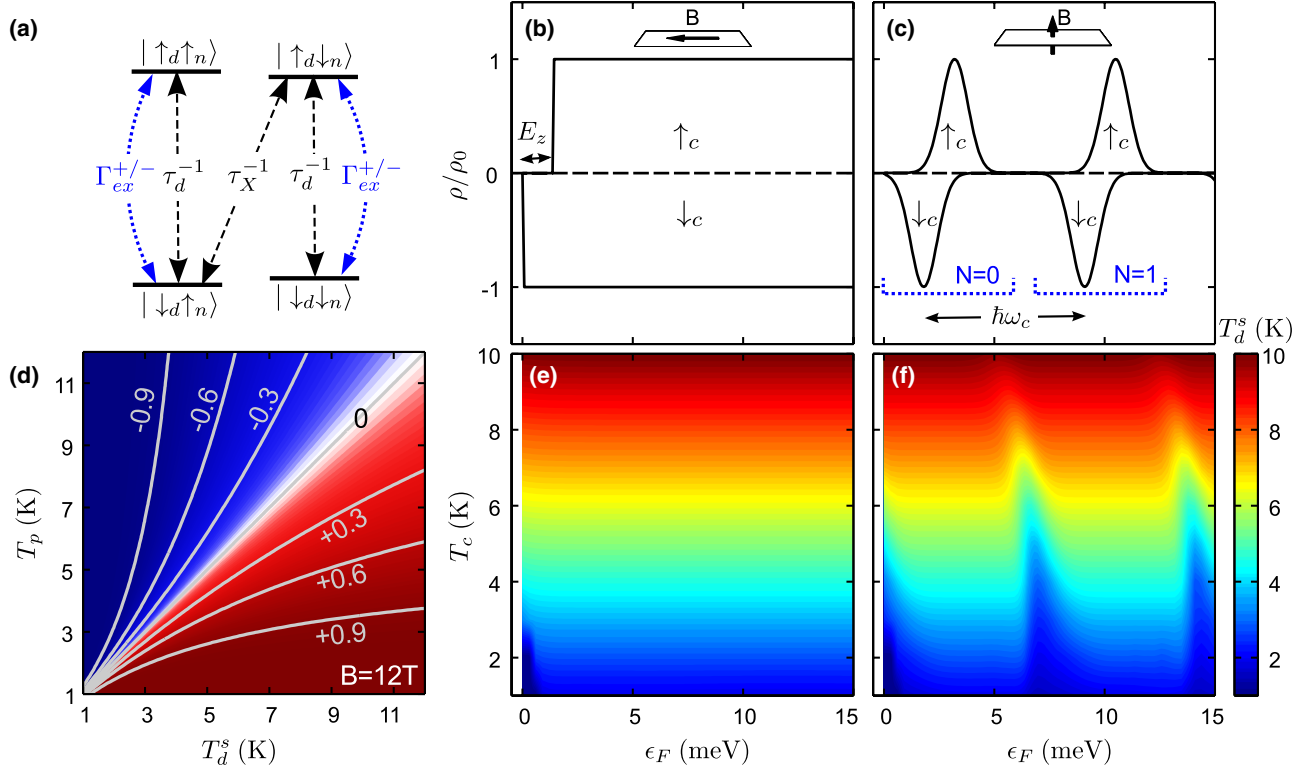 (a)
| ↑d↑n⟩
| ↑d↓n⟩
Γex+/−
τd−1
τX−1
τd−1
Γex+/−
| ↓d↑n⟩
| ↓d↓n⟩
(b)
B
1
Ez
↑c
ρ/ρ0
0
↓c
-1
(c)
B
↑c
↑c
↓c
↓c
N=0
N=1
ħωc
(d)
-0.9
-0.6
-0.3
0
+0.3
+0.6
+0.9
B=12T
11
9
7
5
3
1
Tp (K)
1
3
5
7
9
11
Tds (K)
(e)
10
8
6
4
2
Tc (K)
0
5
10
15
ϵF (meV)
(f)
0
5
10
15
ϵF (meV)
Tds (K)
10
8
6
4
2